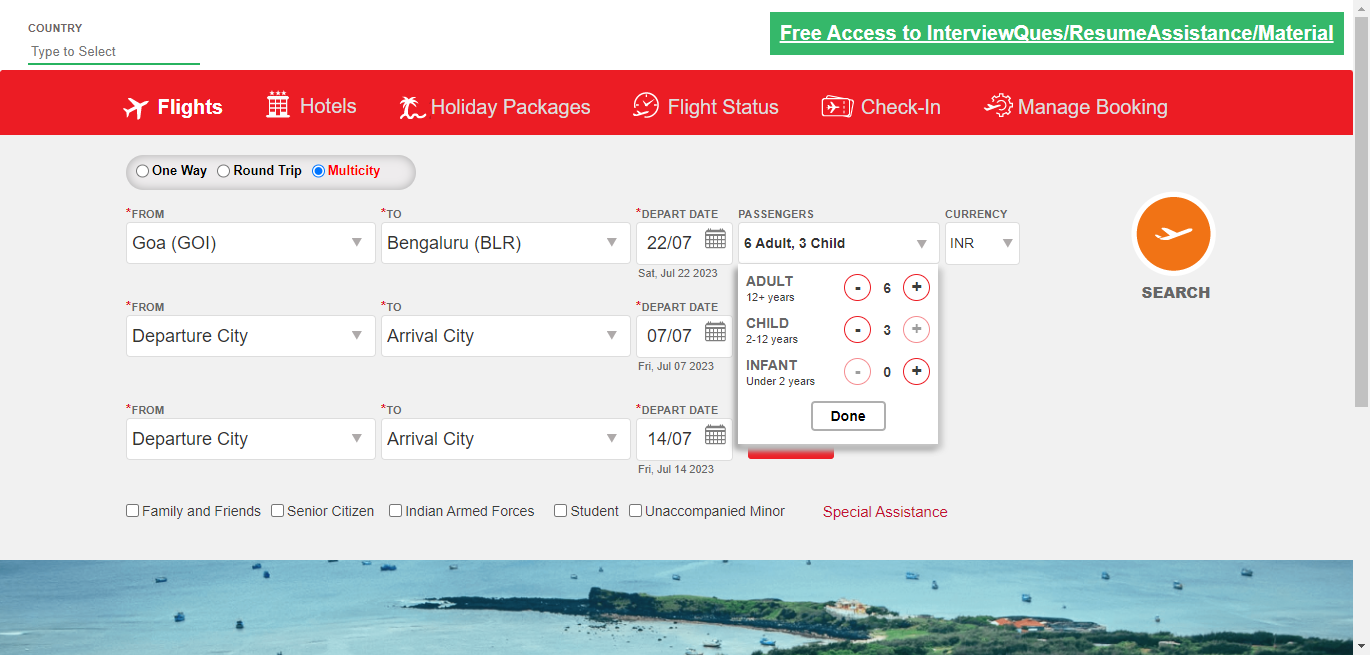 COUNTRY
Type to Select
Free Access to InterviewQues/ResumeAssistance/Material
Flights
Hotels
Holiday Packages
Flight Status
Check-In
Manage Booking
One Way
Round Trip
Multicity
*FROM
*TO
*DEPART DATE
PASSENGERS
CURRENCY
Goa (GOI)
Bengaluru (BLR)
22/07
6 Adult, 3 Child
INR
Sat, Jul 22 2023
SEARCH
ADULT
- 6 +
12+ years
CHILD
- 3 +
2-12 years
INFANT
- 0 +
Under 2 years
Done
*FROM
*TO
*DEPART DATE
Departure City
Arrival City
07/07
Fri, Jul 07 2023
*FROM
*TO
*DEPART DATE
Departure City
Arrival City
14/07
Fri, Jul 14 2023
Family and Friends
Senior Citizen
Indian Armed Forces
Student
Unaccompanied Minor
Special Assistance